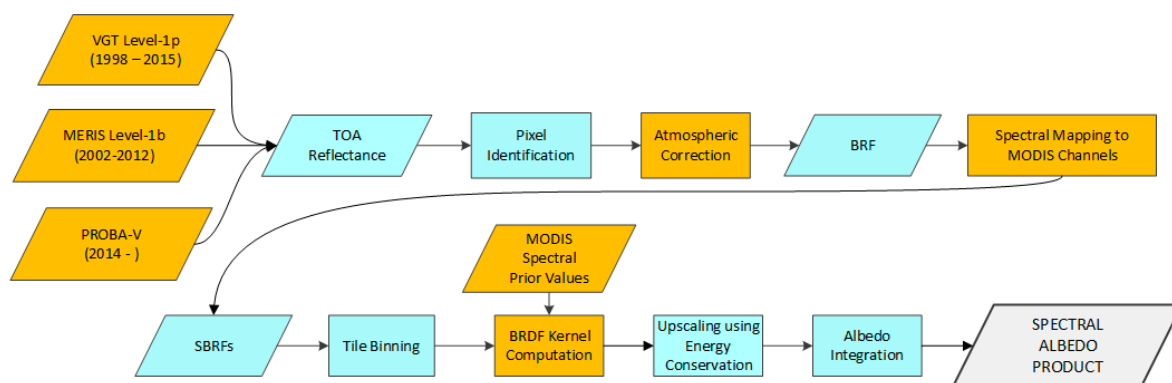 VGT Level-1p
(1998 – 2015)
MERIS Level-1b
(2002-2012)
PROBA-V
(2014 - )
TOA
Reflectance
Pixel
Identification
Atmospheric
Correction
BRF
Spectral Mapping to
MODIS Channels
MODIS
Spectral
Prior Values
SBRFs
Tile Binning
BRDF Kernel
Computation
Upscaling using
Energy
Conservation
Albedo
Integration
SPECTRAL
ALBEDO
PRODUCT